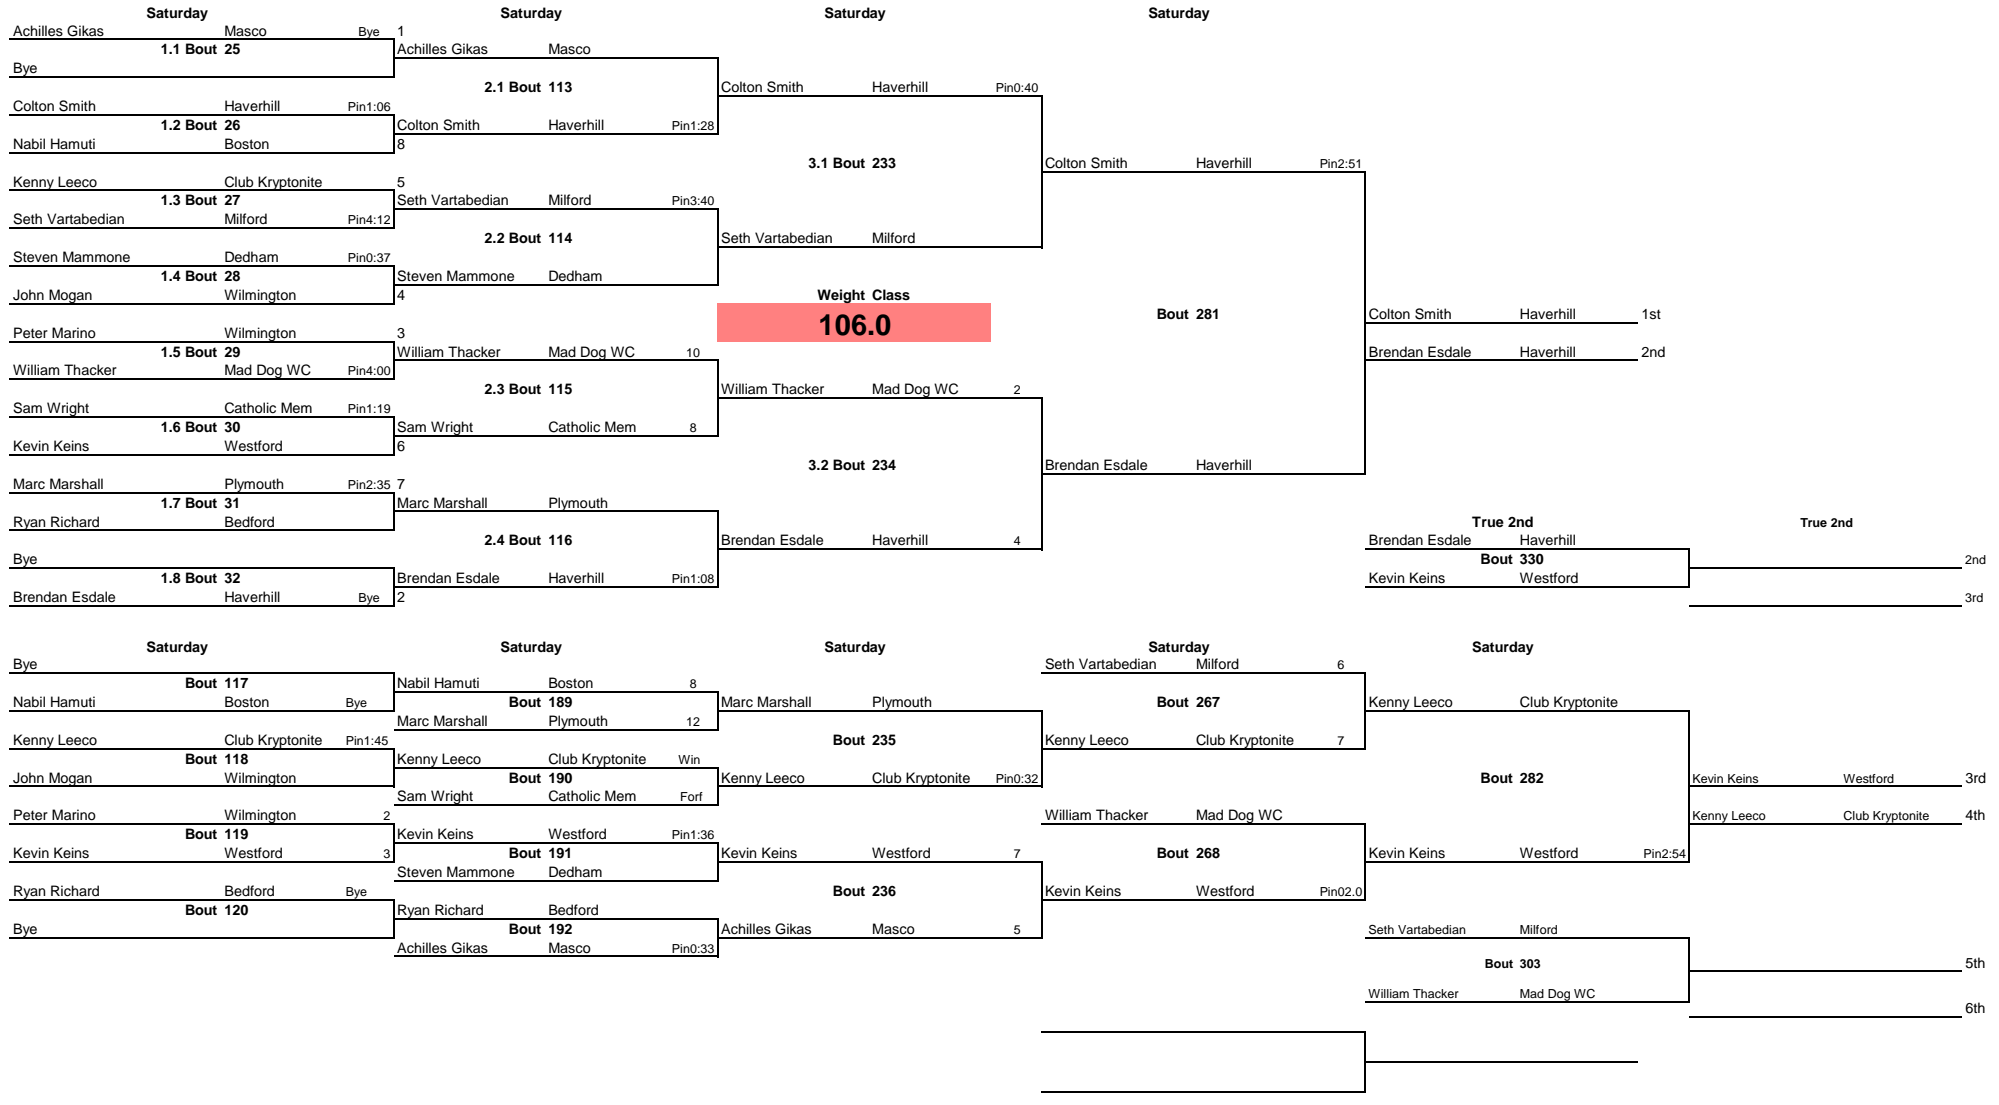 Saturday Saturday Saturday Saturday
Achilles Gikas Masco Bye 1
1.1 Bout 25 Achilles Gikas Masco
Bye
2.1 Bout 113 Colton Smith Haverhill Pin0:40
Colton Smith Haverhill Pin1:06
1.2 Bout 26 Colton Smith Haverhill Pin1:28
Nabil Hamuti Boston 8
3.1 Bout 233 Colton Smith Haverhill Pin2:51
Kenny Leeco Club Kryptonite 5
1.3 Bout 27 Seth Vartabedian Milford Pin3:40
Seth Vartabedian Milford Pin4:12
2.2 Bout 114 Seth Vartabedian Milford
Steven Mammone Dedham Pin0:37
1.4 Bout 28 Steven Mammone Dedham
John Mogan Wilmington 4 Weight Class
106.0 Bout 281 Colton Smith Haverhill 1st
Peter Marino Wilmington 3
1.5 Bout 29 William Thacker Mad Dog WC 10 Brendan Esdale Haverhill 2nd
William Thacker Mad Dog WC Pin4:00
2.3 Bout 115 William Thacker Mad Dog WC 2
Sam Wright Catholic Mem Pin1:19
1.6 Bout 30 Sam Wright Catholic Mem 8
Kevin Keins Westford 6
3.2 Bout 234 Brendan Esdale Haverhill
Marc Marshall Plymouth Pin2:35 7
1.7 Bout 31 Marc Marshall Plymouth
Ryan Richard Bedford True 2nd True 2nd
2.4 Bout 116 Brendan Esdale Haverhill 4 Brendan Esdale Haverhill
Bye Bout 330 2nd
1.8 Bout 32 Brendan Esdale Haverhill Pin1:08 Kevin Keins Westford
Brendan Esdale Haverhill Bye 2 3rd
Saturday Saturday Saturday Saturday Saturday
Bye Seth Vartabedian Milford 6
Bout 117 Nabil Hamuti Boston 8
Nabil Hamuti Boston Bye Bout 189 Marc Marshall Plymouth Bout 267 Kenny Leeco Club Kryptonite
Marc Marshall Plymouth 12
Kenny Leeco Club Kryptonite Pin1:45 Bout 235 Kenny Leeco Club Kryptonite 7
Bout 118 Kenny Leeco Club Kryptonite Win
John Mogan Wilmington Bout 190 Kenny Leeco Club Kryptonite Pin0:32 Bout 282 Kevin Keins Westford 3rd
Sam Wright Catholic Mem Forf
Peter Marino Wilmington 2 William Thacker Mad Dog WC Kenny Leeco Club Kryptonite 4th
Bout 119 Kevin Keins Westford Pin1:36
Kevin Keins Westford 3 Bout 191 Kevin Keins Westford 7 Bout 268 Kevin Keins Westford Pin2:54
Steven Mammone Dedham
Ryan Richard Bedford Bye Bout 236 Kevin Keins Westford Pin02.0
Bout 120 Ryan Richard Bedford
Bye Bout 192 Achilles Gikas Masco 5 Seth Vartabedian Milford
Achilles Gikas Masco Pin0:33
Bout 303 5th
William Thacker Mad Dog WC
6th